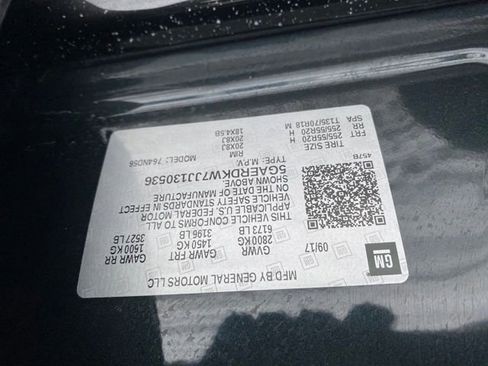 MFD BY GENERAL MOTORS LLC
GM
09/17
GVWR
2800 KG
6173 LB
GAWR FRT
1450 KG
3196 LB
GAWR RR
1600 KG
3527 LB
THIS VEHICLE CONFORMS TO ALL
APPLICABLE U.S. FEDERAL MOTOR
VEHICLE SAFETY STANDARDS IN EFFECT
ON THE DATE OF MANUFACTURE
SHOWN ABOVE.
5GAERDKW7JJ130536
TYPE: M.P.V.
MODEL: 764ND56
457B
TIRE SIZE
RIM
FRT 255/55R20 H 20X8J
RR 255/55R20 H 20X8J
SPA T135/70R18 M 18X4.5B